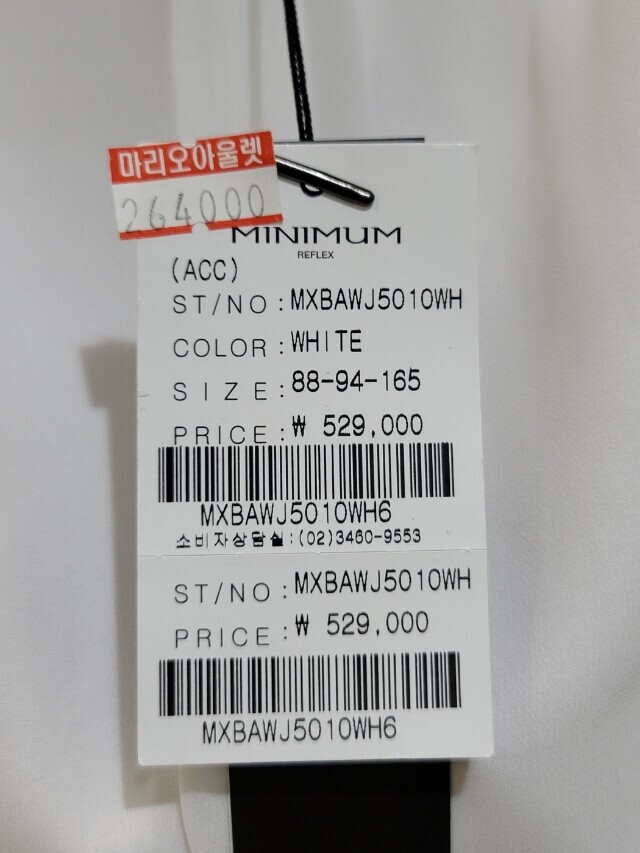 마리오아울렛
264000
MINIMUM
REFLEX
(ACC)
ST/NO : MXBAWJ5010WH
COLOR : WHITE
SIZE : 88-94-165
PRICE : ₩ 529,000
MXBAWJ5010WH6
소비자상담실:(02)3460-9553
ST/NO : MXBAWJ5010WH
PRICE : ₩ 529,000
MXBAWJ5010WH6